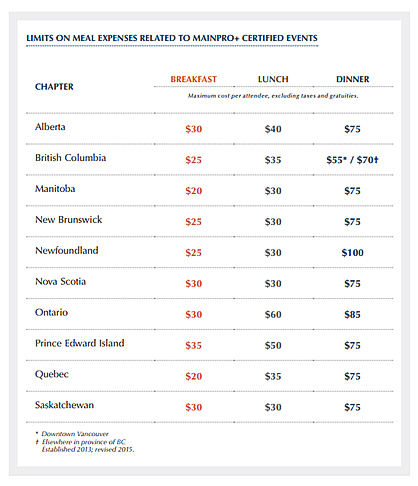 LIMITS ON MEAL EXPENSES RELATED TO MAINPRO+ CERTIFIED EVENTS
CHAPTER BREAKFAST LUNCH DINNER
Maximum cost per attendee, excluding taxes and gratuities.
Alberta $30 $40 $75
British Columbia $25 $35 $55* / $70†
Manitoba $20 $30 $75
New Brunswick $25 $30 $75
Newfoundland $25 $30 $100
Nova Scotia $30 $30 $75
Ontario $30 $60 $85
Prince Edward Island $35 $50 $75
Quebec $20 $35 $75
Saskatchewan $30 $30 $75
* Downtown Vancouver
† Elsewhere in province of BC
Established 2013; revised 2015.